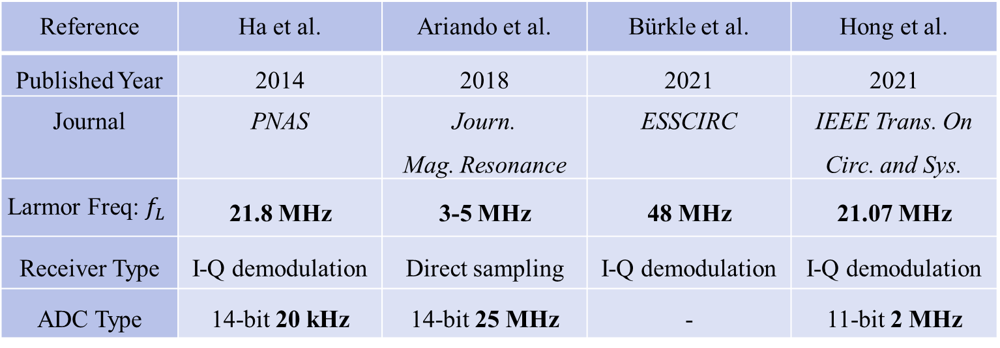 Reference Ha et al. Ariando et al. Bürkle et al. Hong et al.
Published Year 2014 2018 2021 2021
Journal PNAS Journ. ESSCIRC IEEE Trans. On
Mag. Resonance Circ. and Sys.
Larmor Freq: f_L 21.8 MHz 3-5 MHz 48 MHz 21.07 MHz
Receiver Type I-Q demodulation Direct sampling I-Q demodulation I-Q demodulation
ADC Type 14-bit 20 kHz 14-bit 25 MHz - 11-bit 2 MHz